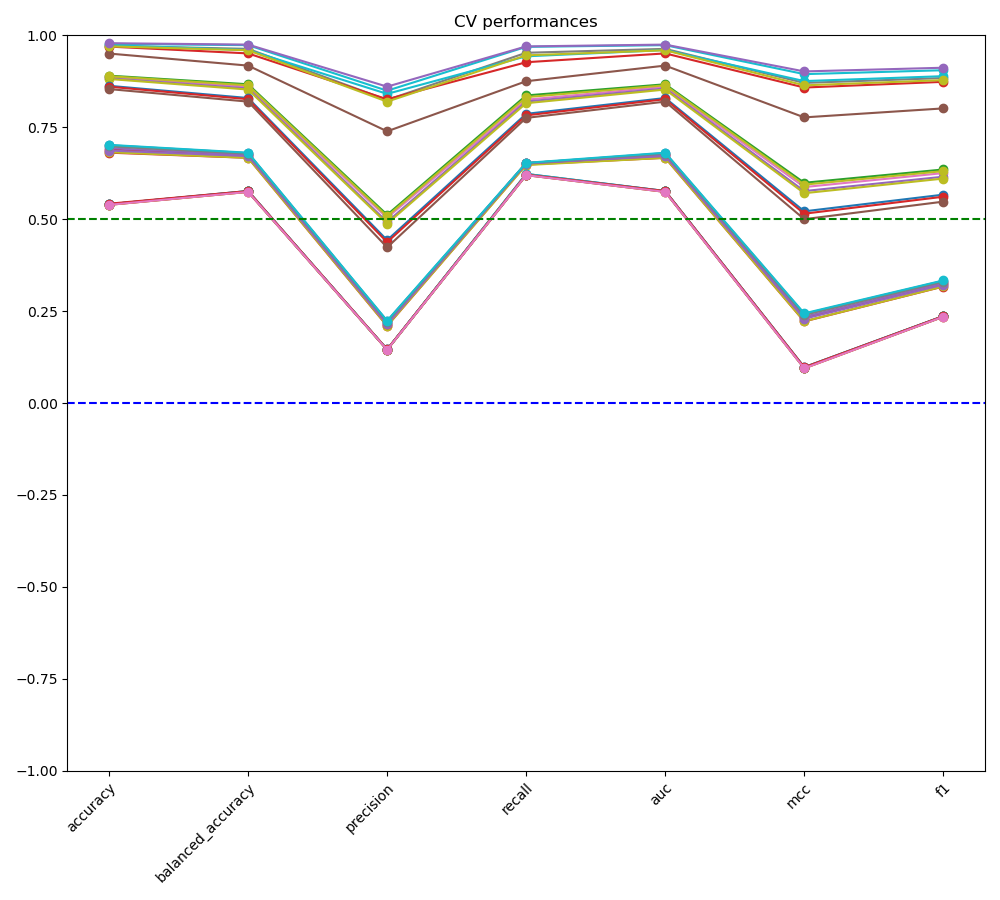 CV performances
1.00
0.75
0.50
0.25
0.00
−0.25
−0.50
−0.75
−1.00
accuracy
balanced_accuracy
precision
recall
auc
mcc
f1